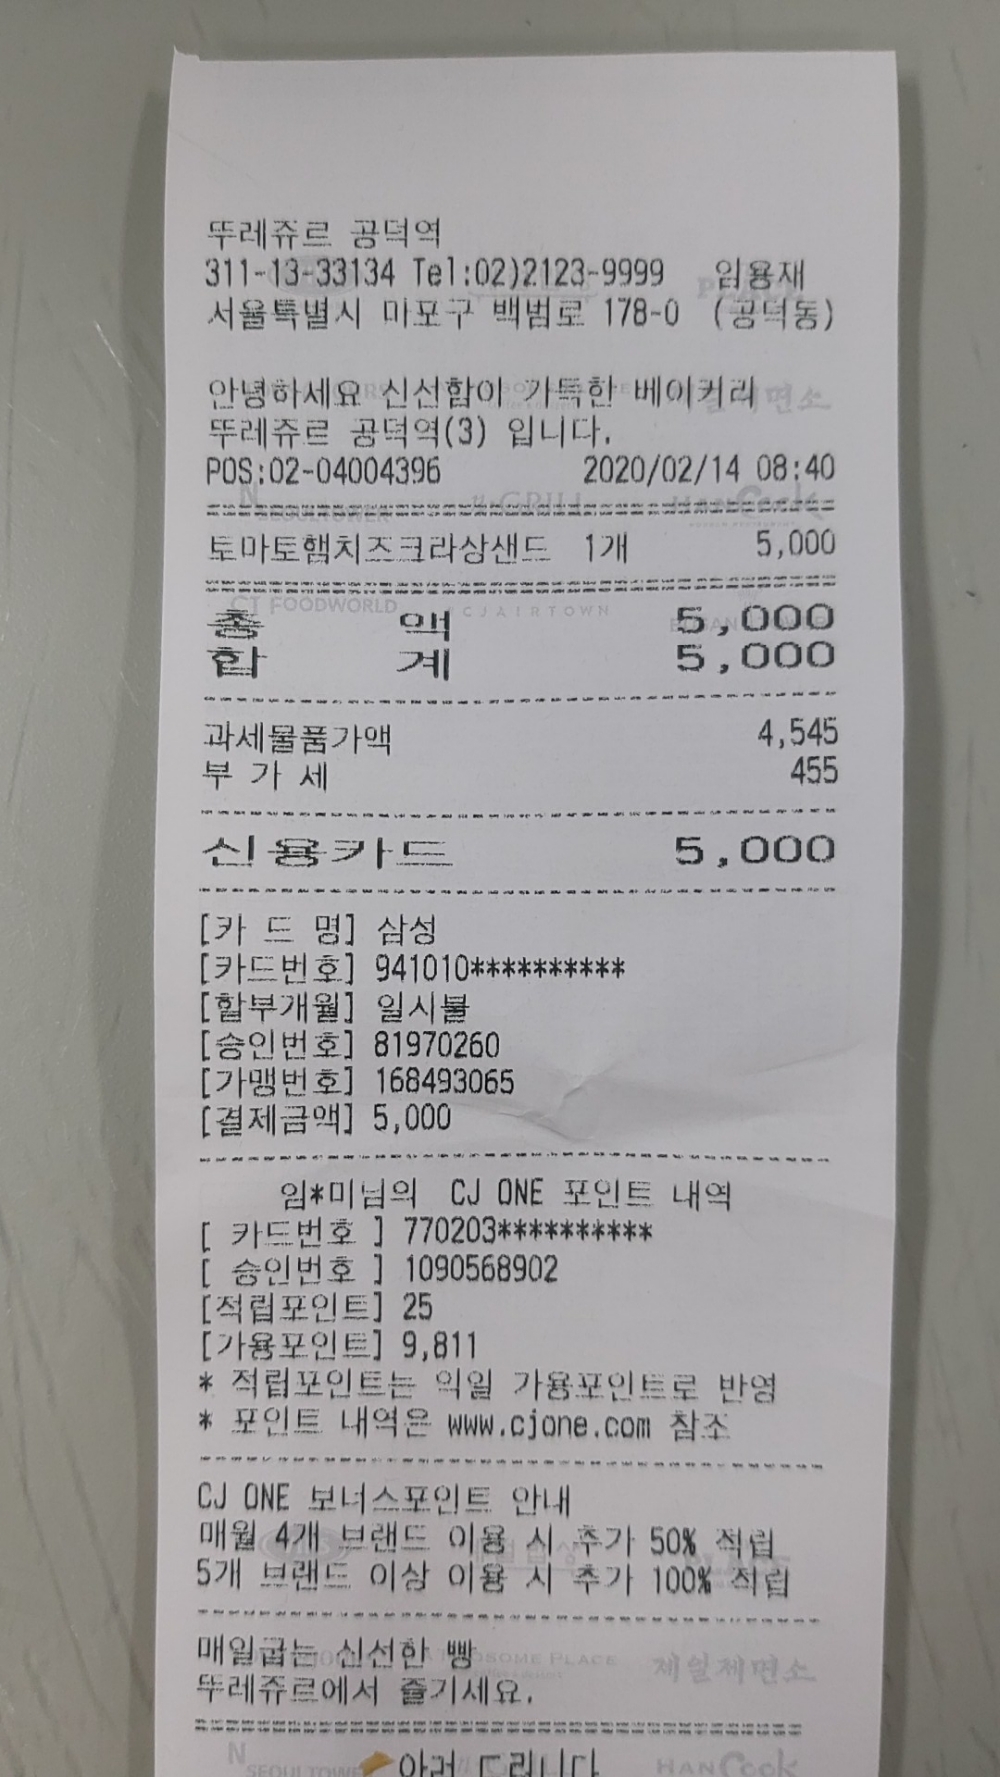 뚜레쥬르 공덕역
311-13-33134 Tel:02)2123-9999 임용재
서울특별시 마포구 백범로 178-0 (공덕동)
안녕하세요 신선함이 가득한 베이커리
뚜레쥬르 공덕역(3) 입니다.
POS:02-04004396 2020/02/14 08:40
토마토햄치즈크라상샌드 1개 5,000
총 액 5,000
합 계 5,000
과세물품가액 4,545
부 가 세 455
신용카드 5,000
[카 드 명] 삼성
[카드번호] 941010**********
[할부개월] 일시불
[승인번호] 81970260
[가맹번호] 168493065
[결제금액] 5,000
임*미님의 CJ ONE 포인트 내역
[ 카드번호 ] 770203**********
[ 승인번호 ] 1090568902
[적립포인트] 25
[가용포인트] 9,811
* 적립포인트는 익일 가용포인트로 반영
* 포인트 내역은 www.cjone.com 참조
CJ ONE 보너스포인트 안내
매월 4개 브랜드 이용 시 추가 50% 적립
5개 브랜드 이상 이용 시 추가 100% 적립
매일굽는 신선한 빵
뚜레쥬르에서 즐기세요.